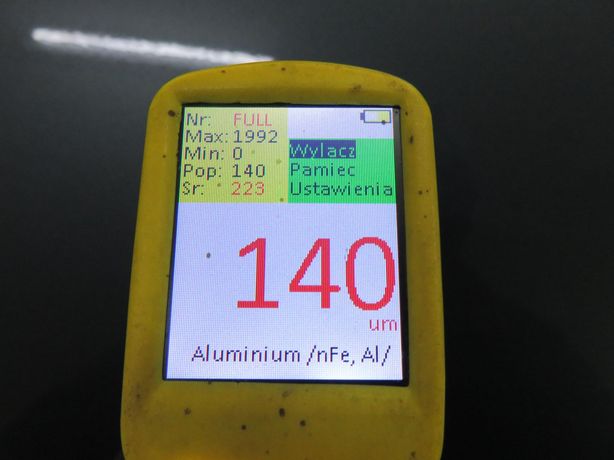 Nr: FULL
Max: 1992
Min: 0
Pop: 140
Sr: 223
Wylacz
Pamiec
Ustawienia
140
um
Aluminium /nFe, Al/